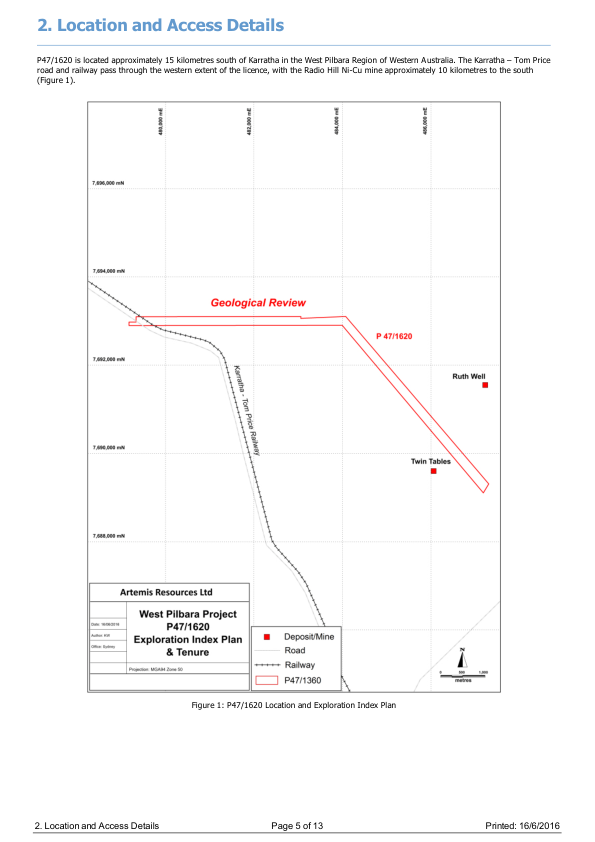 2. Location and Access Details
P47/1620 is located approximately 15 kilometres south of Karratha in the West Pilbara Region of Western Australia. The Karratha – Tom Price
road and railway pass through the western extent of the licence, with the Radio Hill Ni-Cu mine approximately 10 kilometres to the south
(Figure 1).
480,000 mE
482,000 mE
484,000 mE
486,000 mE
7,696,000 mN
7,694,000 mN
Geological Review
P 47/1620
7,692,000 mN
Ruth Well
Karratha - Tom Price Railway
7,690,000 mN
Twin Tables
7,688,000 mN
Artemis Resources Ltd
West Pilbara Project
P47/1620
Exploration Index Plan
& Tenure
Date: 16/06/2016
Author: KW
Office: Sydney
Projection: MGA94 Zone 50
Deposit/Mine
Road
Railway
P47/1360
N
0 500 1,000
metres
Figure 1: P47/1620 Location and Exploration Index Plan
2. Location and Access Details Page 5 of 13 Printed: 16/6/2016